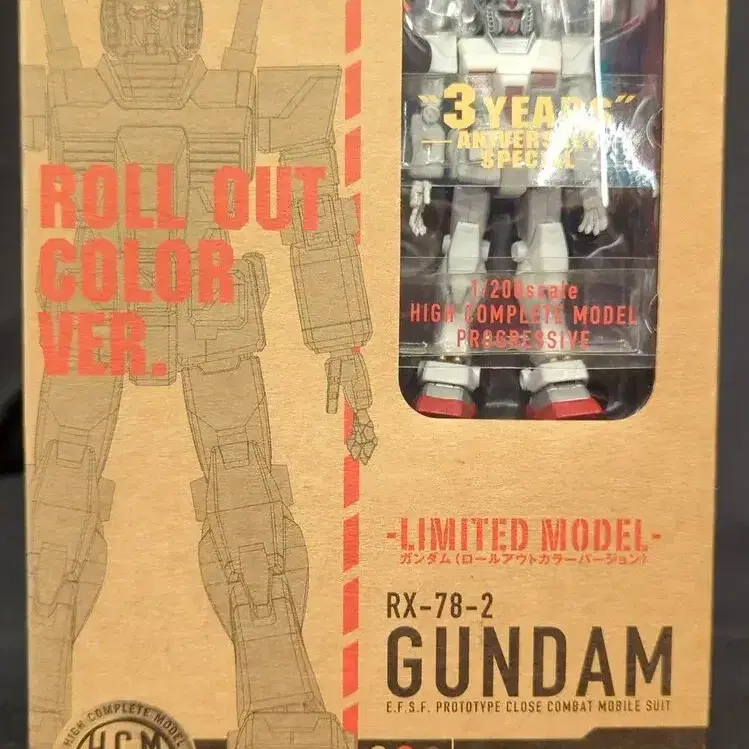 ROLL OUT
COLOR
VER.
"3 YEARS"
ANIVERSARY
SPECIAL
1/200scale
HIGH COMPLETE MODEL
PROGRESSIVE
-LIMITED MODEL-
ガンダム(ロールアウトカラーバージョン)
RX-78-2
GUNDAM
E.F.S.F. PROTOTYPE CLOSE COMBAT MOBILE SUIT
HIGH COMPLETE MODEL
HCM